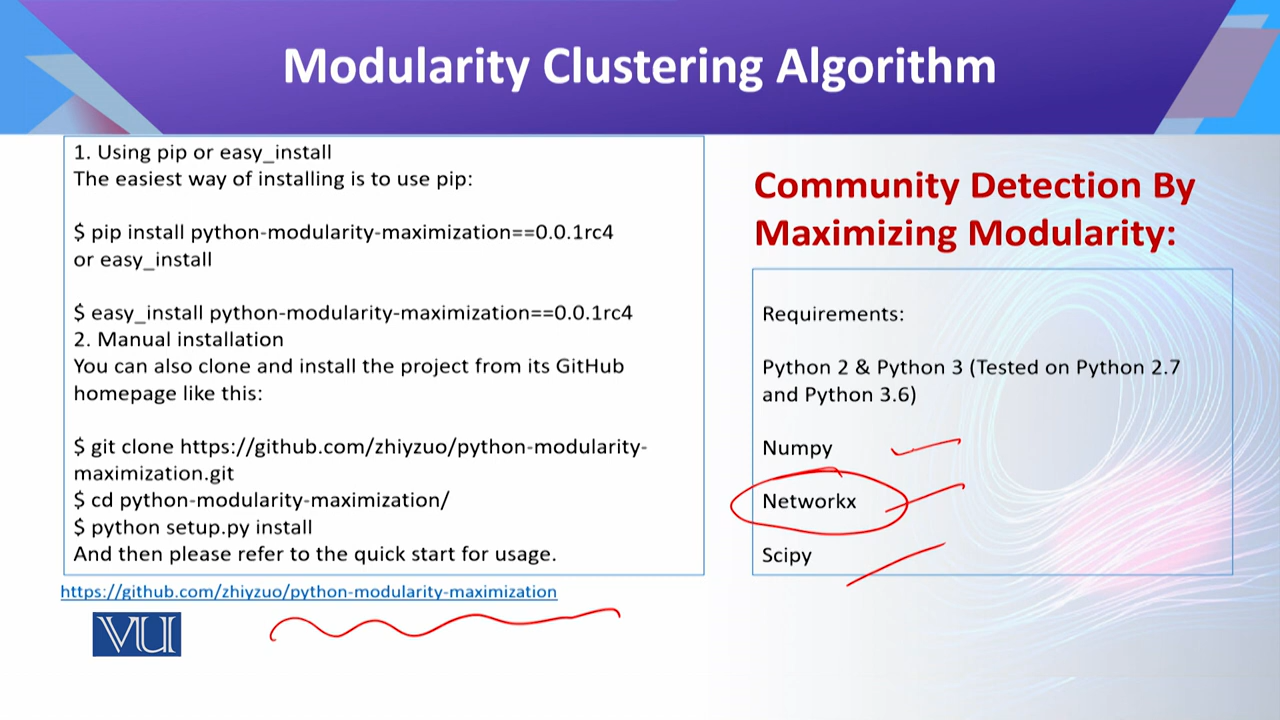 Modularity Clustering Algorithm
1. Using pip or easy_install
The easiest way of installing is to use pip:
$ pip install python-modularity-maximization==0.0.1rc4
or easy_install
$ easy_install python-modularity-maximization==0.0.1rc4
2. Manual installation
You can also clone and install the project from its GitHub
homepage like this:
$ git clone https://github.com/zhiyzuo/python-modularity-
maximization.git
$ cd python-modularity-maximization/
$ python setup.py install
And then please refer to the quick start for usage.
https://github.com/zhiyzuo/python-modularity-maximization
VU
Community Detection By
Maximizing Modularity:
Requirements:
Python 2 & Python 3 (Tested on Python 2.7
and Python 3.6)
Numpy
Networkx
Scipy